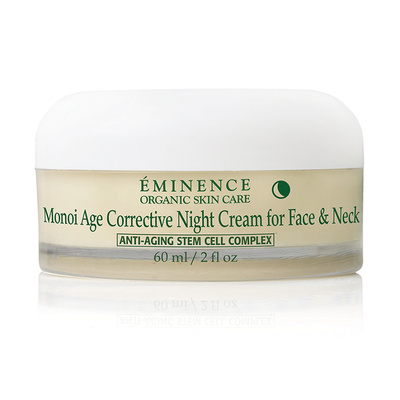 ÉMINENCE
ORGANIC SKIN CARE
Monoi Age Corrective Night Cream for Face & Neck
ANTI-AGING STEM CELL COMPLEX
60 ml / 2 fl oz